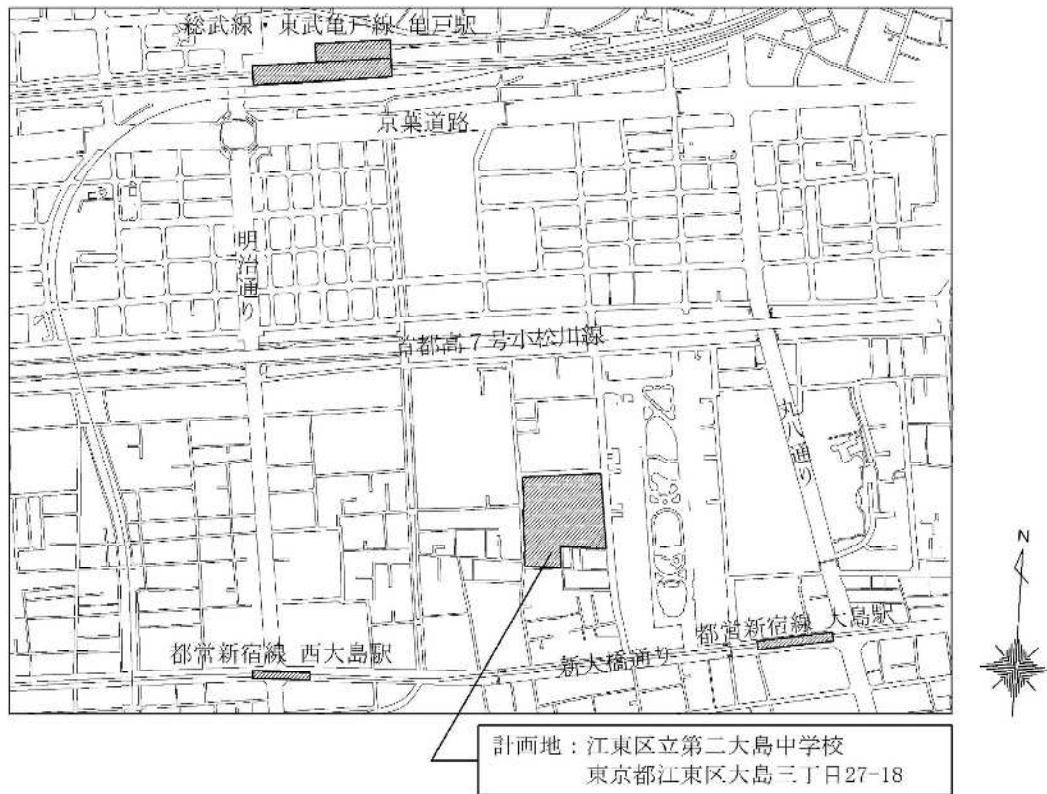 総武線・東武亀戸線 亀戸駅
京葉道路
明治通り
首都高7号小松川線
丸八通り
都営新宿線 大島駅
都営新宿線 西大島駅
新大橋通り
N
計画地：江東区立第二大島中学校
東京都江東区大島三丁目27-18